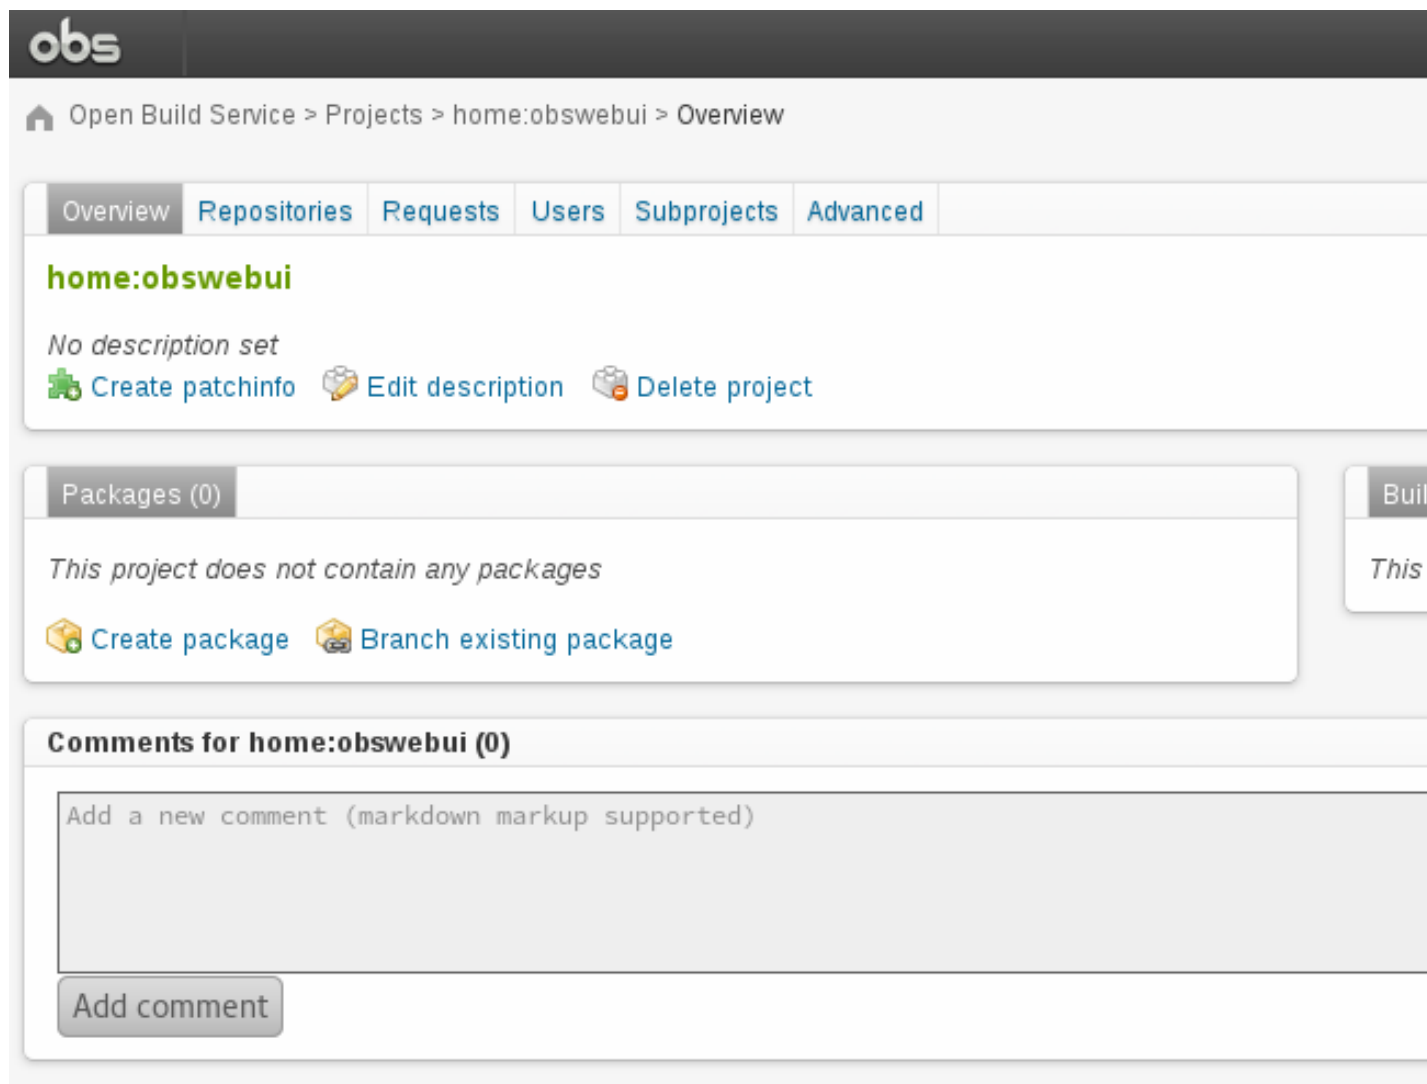 obs
Open Build Service > Projects > home:obswebui > Overview
Overview Repositories Requests Users Subprojects Advanced
home:obswebui
No description set
Create patchinfo Edit description Delete project
Packages (0)
This project does not contain any packages
Create package Branch existing package
Buil
This
Comments for home:obswebui (0)
Add a new comment (markdown markup supported)
Add comment